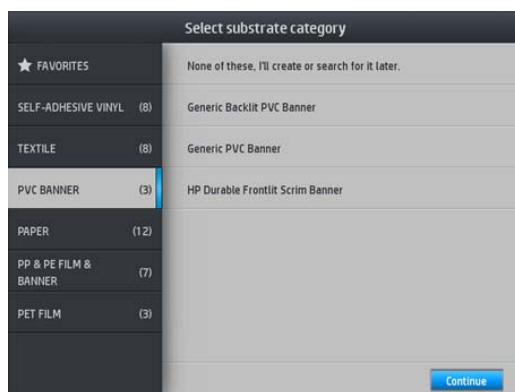 Select substrate category
FAVORITES
SELF-ADHESIVE VINYL (8)
TEXTILE (8)
PVC BANNER (3)
PAPER (12)
PP & PE FILM &
BANNER (7)
PET FILM (3)
None of these, I'll create or search for it later.
Generic Backlit PVC Banner
Generic PVC Banner
HP Durable Frontlit Scrim Banner
Continue